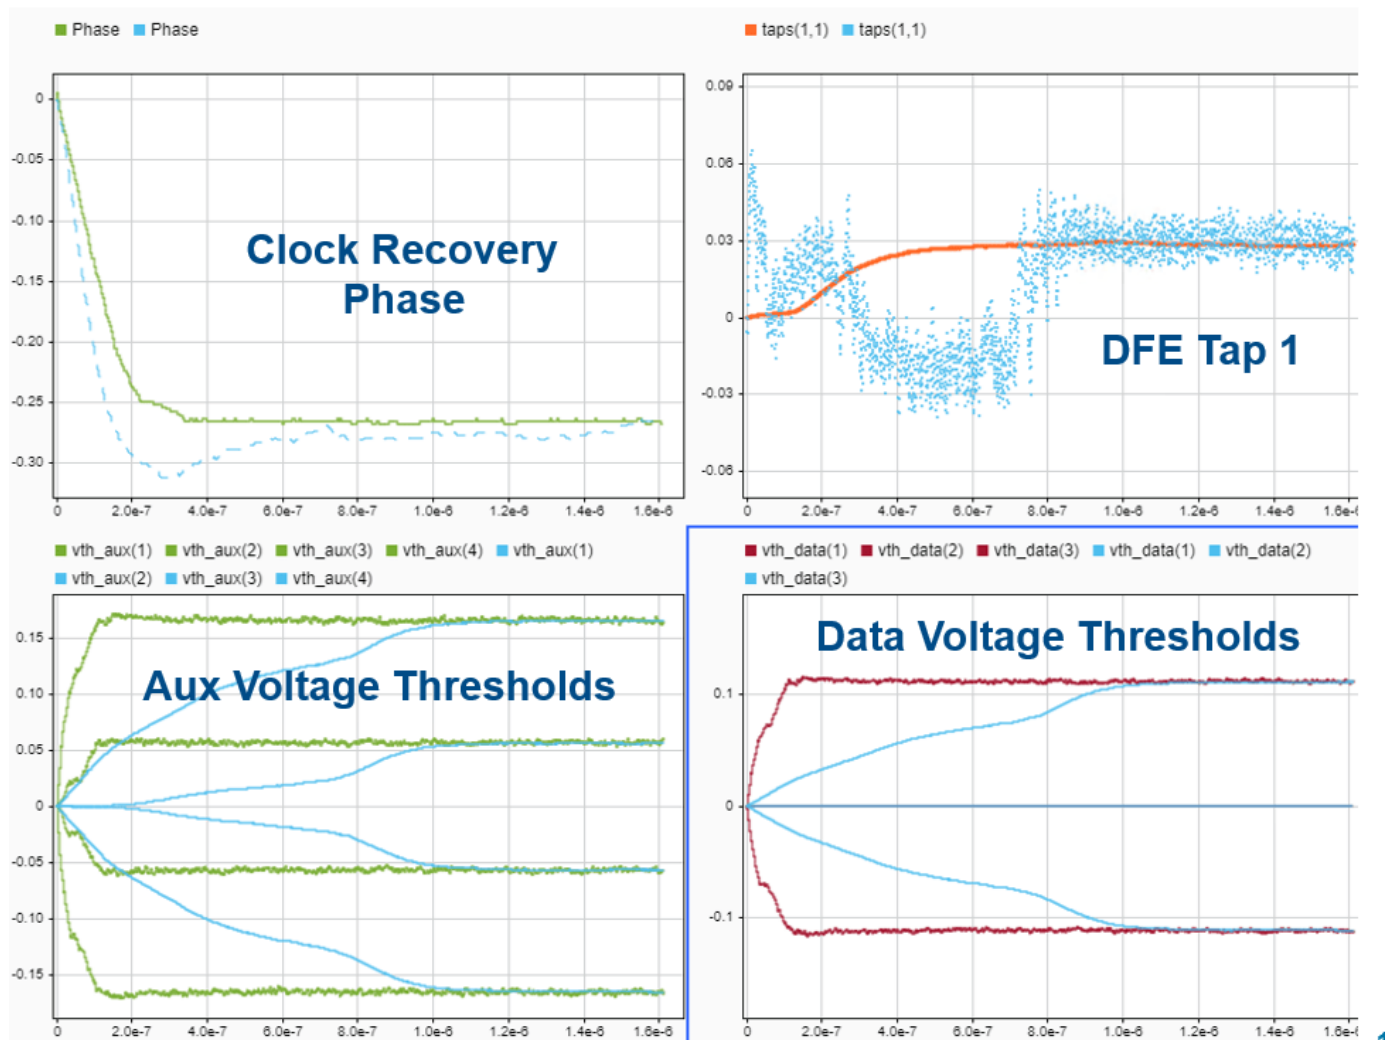 Phase Phase
0
-0.05
-0.10
-0.15
-0.20
-0.25
-0.30
Clock Recovery
Phase
0 2.0e-7 4.0e-7 6.0e-7 8.0e-7 1.0e-6 1.2e-6 1.4e-6 1.6e-6
taps(1,1) taps(1,1)
0.09
0.06
0.03
0
-0.03
-0.06
DFE Tap 1
0 2.0e-7 4.0e-7 6.0e-7 8.0e-7 1.0e-6 1.2e-6 1.4e-6 1.6e-6
vth_aux(1) vth_aux(2) vth_aux(3) vth_aux(4) vth_aux(1)
vth_aux(2) vth_aux(3) vth_aux(4)
0.15
0.10
0.05
0
-0.05
-0.10
-0.15
Aux Voltage Thresholds
0 2.0e-7 4.0e-7 6.0e-7 8.0e-7 1.0e-6 1.2e-6 1.4e-6 1.6e-6
vth_data(1) vth_data(2) vth_data(3) vth_data(1) vth_data(2)
vth_data(3)
0.1
0
-0.1
Data Voltage Thresholds
0 2.0e-7 4.0e-7 6.0e-7 8.0e-7 1.0e-6 1.2e-6 1.4e-6 1.6e-